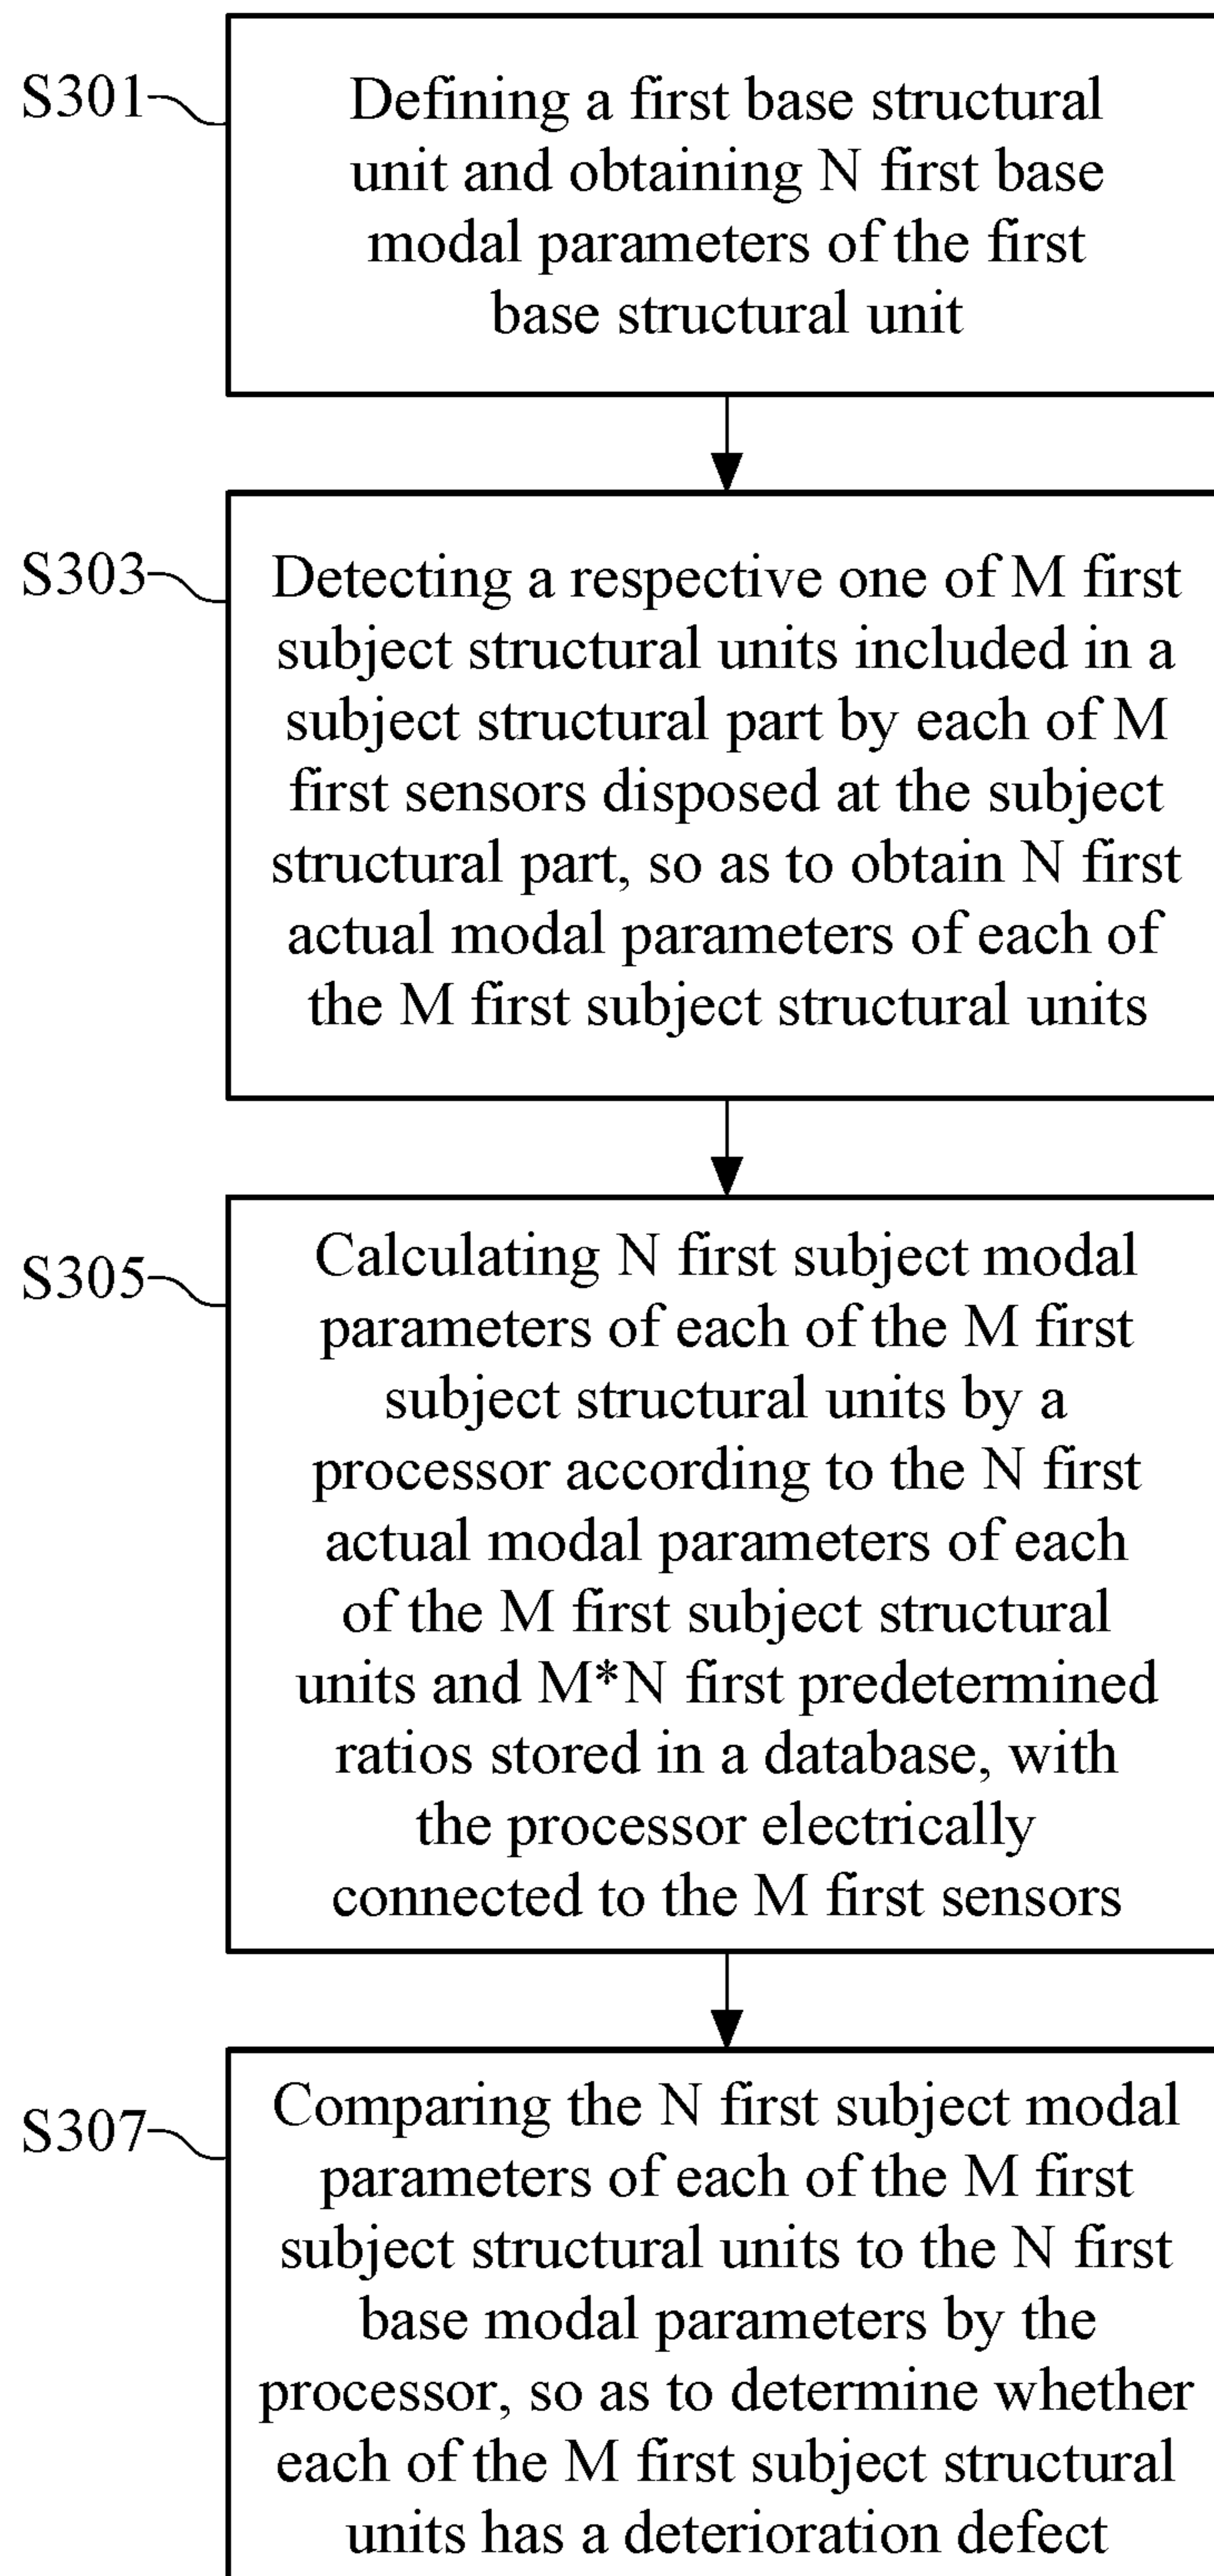 S301
Defining a first base structural
unit and obtaining N first base
modal parameters of the first
base structural unit
S303
Detecting a respective one of M first
subject structural units included in a
subject structural part by each of M
first sensors disposed at the subject
structural part, so as to obtain N first
actual modal parameters of each of
the M first subject structural units
S305
Calculating N first subject modal
parameters of each of the M first
subject structural units by a
processor according to the N first
actual modal parameters of each
of the M first subject structural
units and M*N first predetermined
ratios stored in a database, with
the processor electrically
connected to the M first sensors
S307
Comparing the N first subject modal
parameters of each of the M first
subject structural units to the N first
base modal parameters by the
processor, so as to determine whether
each of the M first subject structural
units has a deterioration defect